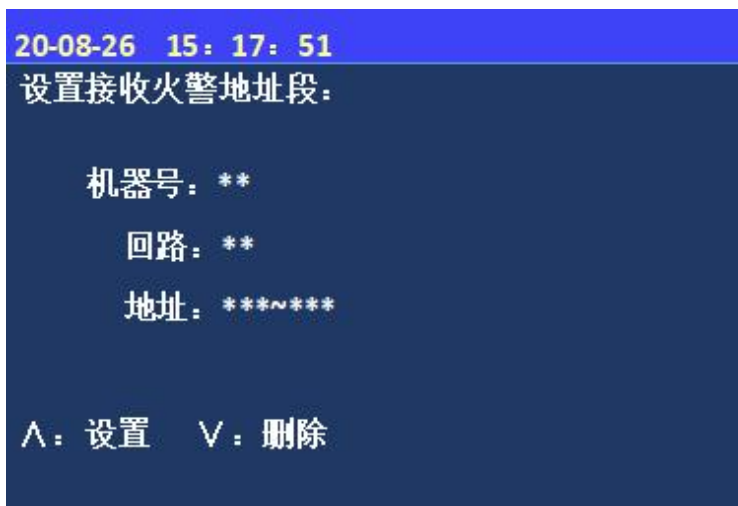 20-08-26 15：17：51
设置接收火警地址段：
机器号：**
回路：**
地址：***~***
∧：设置 ∨：删除